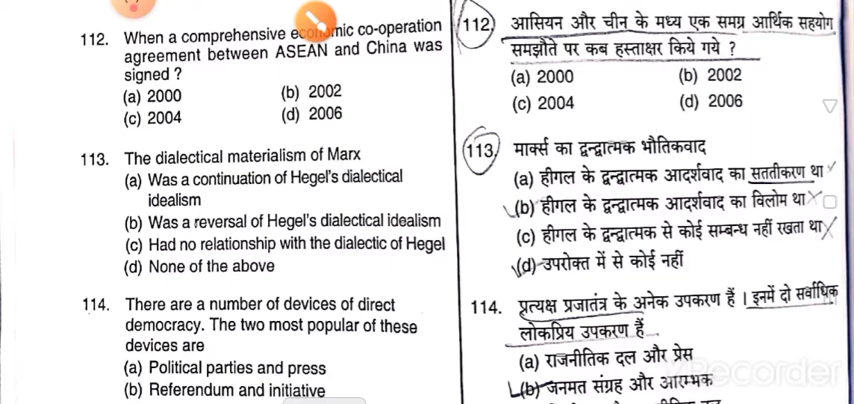 112. When a comprehensive economic co-operation
agreement between ASEAN and China was
signed ?
(a) 2000 (b) 2002
(c) 2004 (d) 2006
113. The dialectical materialism of Marx
(a) Was a continuation of Hegel's dialectical
idealism
(b) Was a reversal of Hegel's dialectical idealism
(c) Had no relationship with the dialectic of Hegel
(d) None of the above
114. There are a number of devices of direct
democracy. The two most popular of these
devices are
(a) Political parties and press
(b) Referendum and initiative
112. आसियन और चीन के मध्य एक समग्र आर्थिक सहयोग
समझौते पर कब हस्ताक्षर किये गये ?
(a) 2000 (b) 2002
(c) 2004 (d) 2006
113. मार्क्स का द्वन्द्वात्मक भौतिकवाद
(a) हीगल के द्वन्द्वात्मक आदर्शवाद का सततीकरण था
(b) हीगल के द्वन्द्वात्मक आदर्शवाद का विलोम था
(c) हीगल के द्वन्द्वात्मक से कोई सम्बन्ध नहीं रखता था
(d) उपरोक्त में से कोई नहीं
114. प्रत्यक्ष प्रजातंत्र के अनेक उपकरण हैं । इनमें दो सर्वाधिक
लोकप्रिय उपकरण हैं
(a) राजनीतिक दल और प्रेस
(b) जनमत संग्रह और आरम्भक
Recorder